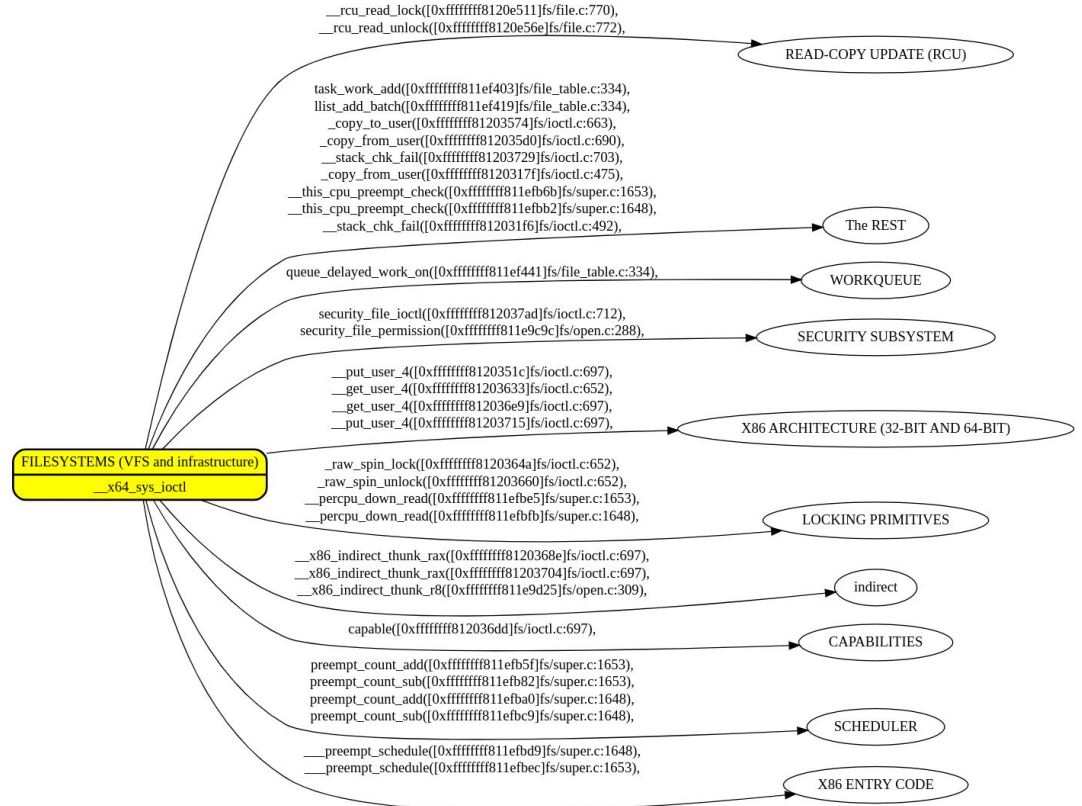 __rcu_read_lock([0xffffffff8120e511]fs/file.c:770),
__rcu_read_unlock([0xffffffff8120e56e]fs/file.c:772),
READ-COPY UPDATE (RCU)
task_work_add([0xffffffff811ef403]fs/file_table.c:334),
llist_add_batch([0xffffffff811ef419]fs/file_table.c:334),
_copy_to_user([0xffffffff81203574]fs/ioctl.c:663),
_copy_from_user([0xffffffff812035d0]fs/ioctl.c:690),
__stack_chk_fail([0xffffffff81203729]fs/ioctl.c:703),
_copy_from_user([0xffffffff8120317f]fs/ioctl.c:475),
__this_cpu_preempt_check([0xffffffff811efb6b]fs/super.c:1653),
__this_cpu_preempt_check([0xffffffff811efbb2]fs/super.c:1648),
__stack_chk_fail([0xffffffff812031f6]fs/ioctl.c:492),
The REST
queue_delayed_work_on([0xffffffff811ef441]fs/file_table.c:334),
WORKQUEUE
security_file_ioctl([0xffffffff812037ad]fs/ioctl.c:712),
security_file_permission([0xffffffff811e9c9c]fs/open.c:288),
SECURITY SUBSYSTEM
__put_user_4([0xffffffff8120351c]fs/ioctl.c:697),
__get_user_4([0xffffffff81203633]fs/ioctl.c:652),
__get_user_4([0xffffffff812036e9]fs/ioctl.c:697),
__put_user_4([0xffffffff81203715]fs/ioctl.c:697),
X86 ARCHITECTURE (32-BIT AND 64-BIT)
FILESYSTEMS (VFS and infrastructure)
__x64_sys_ioctl
_raw_spin_lock([0xffffffff8120364a]fs/ioctl.c:652),
_raw_spin_unlock([0xffffffff81203660]fs/ioctl.c:652),
__percpu_down_read([0xffffffff811efbe5]fs/super.c:1653),
__percpu_down_read([0xffffffff811efbfb]fs/super.c:1648),
LOCKING PRIMITIVES
__x86_indirect_thunk_rax([0xffffffff8120368e]fs/ioctl.c:697),
__x86_indirect_thunk_rax([0xffffffff81203704]fs/ioctl.c:697),
__x86_indirect_thunk_r8([0xffffffff811e9d25]fs/open.c:309),
indirect
capable([0xffffffff812036dd]fs/ioctl.c:697),
CAPABILITIES
preempt_count_add([0xffffffff811efb5f]fs/super.c:1653),
preempt_count_sub([0xffffffff811efb82]fs/super.c:1653),
preempt_count_add([0xffffffff811efba0]fs/super.c:1648),
preempt_count_sub([0xffffffff811efbc9]fs/super.c:1648),
SCHEDULER
___preempt_schedule([0xffffffff811efbd9]fs/super.c:1648),
___preempt_schedule([0xffffffff811efbec]fs/super.c:1653),
X86 ENTRY CODE